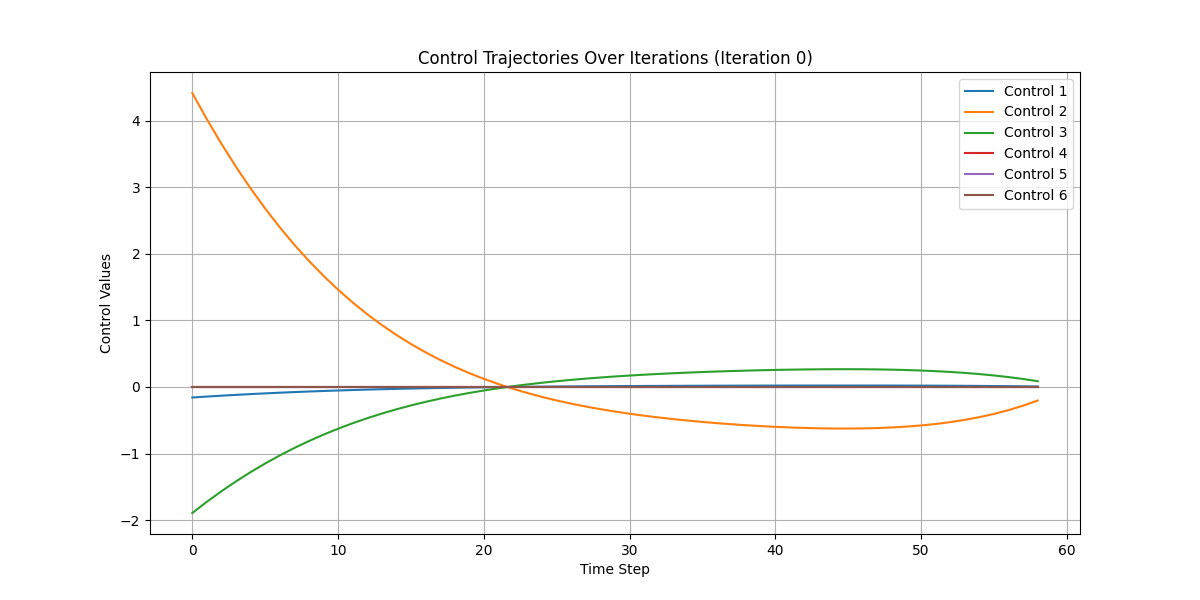 Control Trajectories Over Iterations (Iteration 0)
Control Values
4
3
2
1
0
−1
−2
Control 1
Control 2
Control 3
Control 4
Control 5
Control 6
0 10 20 30 40 50 60
Time Step